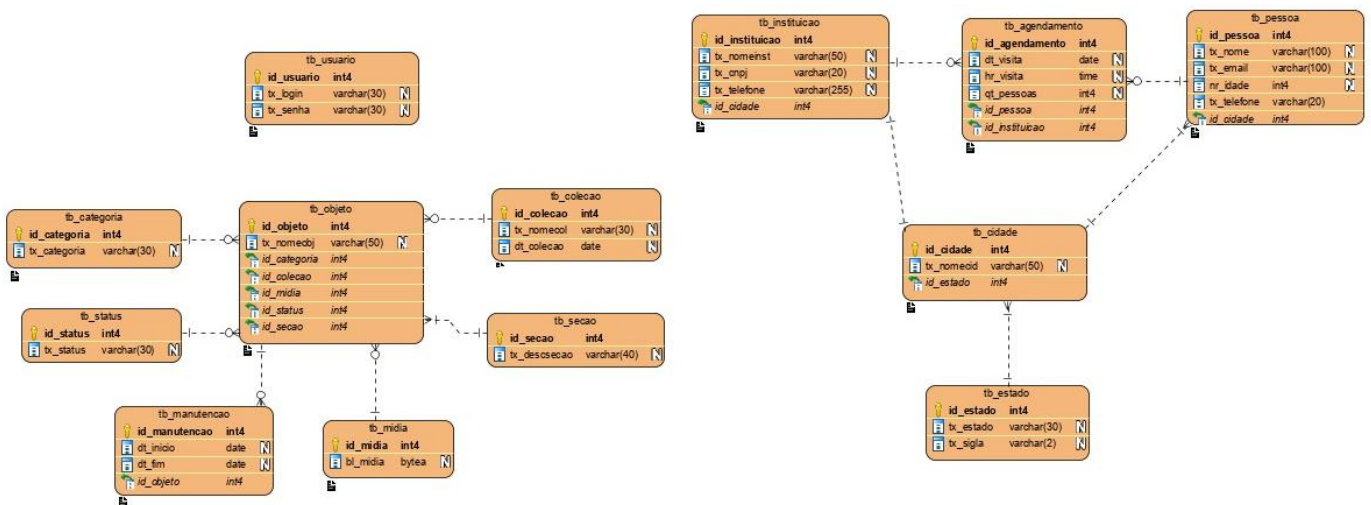 tb_usuario
id_usuario int4
tx_login varchar(30) N
tx_senha varchar(30) N
tb_instituicao
id_instituicao int4
tx_nomeinst varchar(50) N
tx_cnpj varchar(20) N
tx_telefone varchar(255) N
id_cidade int4
tb_agendamento
id_agendamento int4
dt_visita date N
hr_visita time N
qt_pessoas int4 N
id_pessoa int4
id_instituicao int4
tb_pessoa
id_pessoa int4
tx_nome varchar(100) N
tx_email varchar(100) N
nr_idade int4 N
tx_telefone varchar(20)
id_cidade int4
tb_categoria
id_categoria int4
tx_categoria varchar(30) N
tb_objeto
id_objeto int4
tx_nomeobj varchar(50) N
id_categoria int4
id_colecao int4
id_midia int4
id_status int4
id_secao int4
tb_colecao
id_colecao int4
tx_nomecol varchar(30) N
dt_colecao date N
tb_status
id_status int4
tx_status varchar(30) N
tb_secao
id_secao int4
tx_descsecao varchar(40) N
tb_manutencao
id_manutencao int4
dt_inicio date N
dt_fim date N
id_objeto int4
tb_midia
id_midia int4
bl_midia bytea N
tb_cidade
id_cidade int4
tx_nomecid varchar(50) N
id_estado int4
tb_estado
id_estado int4
tx_estado varchar(30) N
tx_sigla varchar(2) N